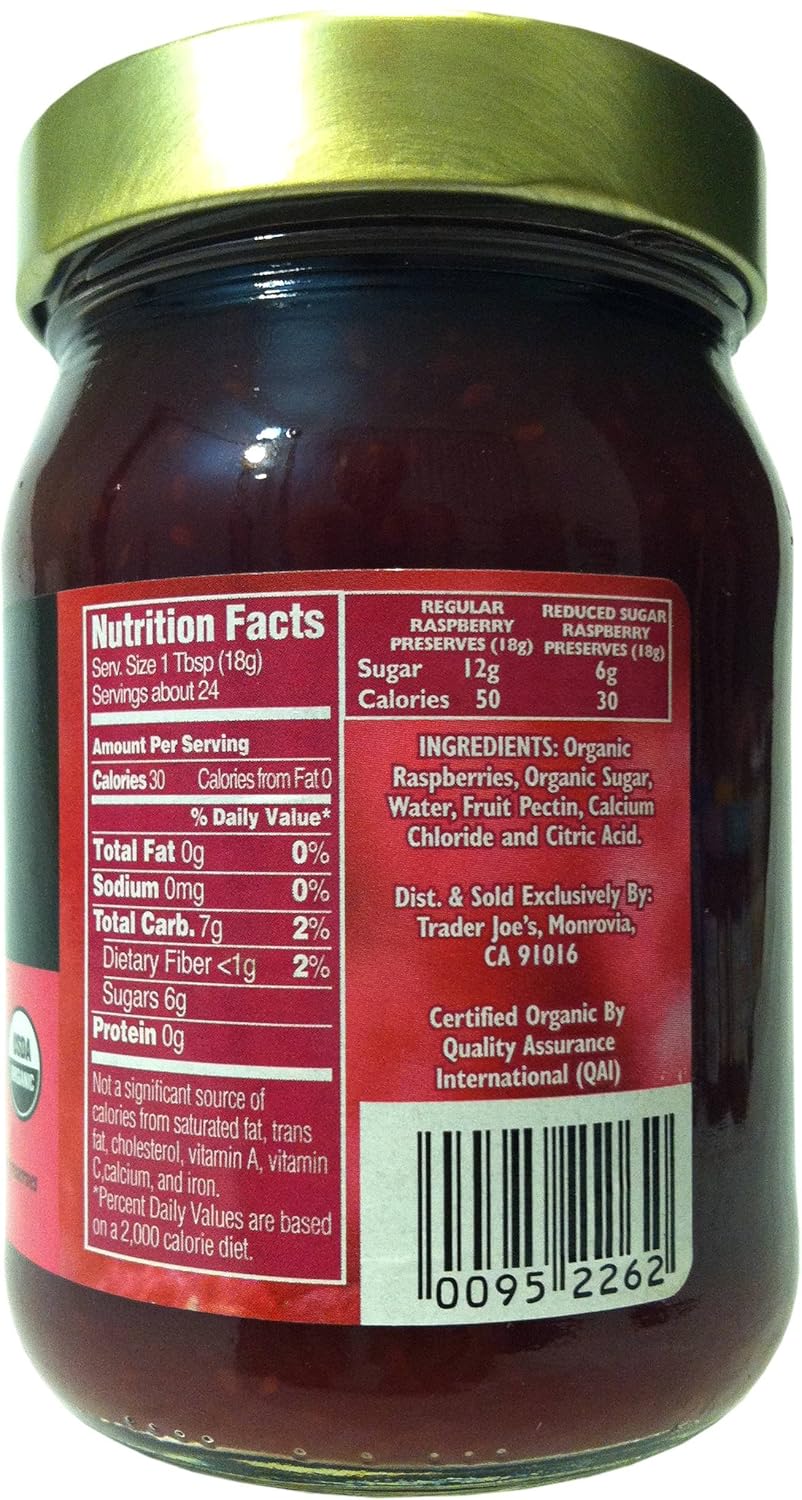 Nutrition Facts
Serv. Size 1 Tbsp (18g)
Servings about 24
Amount Per Serving
Calories 30 Calories from Fat 0
% Daily Value*
Total Fat 0g 0%
Sodium 0mg 0%
Total Carb. 7g 2%
Dietary Fiber <1g 2%
Sugars 6g
Protein 0g
Not a significant source of
calories from saturated fat, trans
fat, cholesterol, vitamin A, vitamin
C,calcium, and iron.
*Percent Daily Values are based
on a 2,000 calorie diet.
REGULAR
RASPBERRY
PRESERVES (18g)
REDUCED SUGAR
RASPBERRY
PRESERVES (18g)
Sugar 12g 6g
Calories 50 30
INGREDIENTS: Organic
Raspberries, Organic Sugar,
Water, Fruit Pectin, Calcium
Chloride and Citric Acid.
Dist. & Sold Exclusively By:
Trader Joe's, Monrovia,
CA 91016
Certified Organic By
Quality Assurance
International (QAI)
0095 2262
USDA
ORGANIC